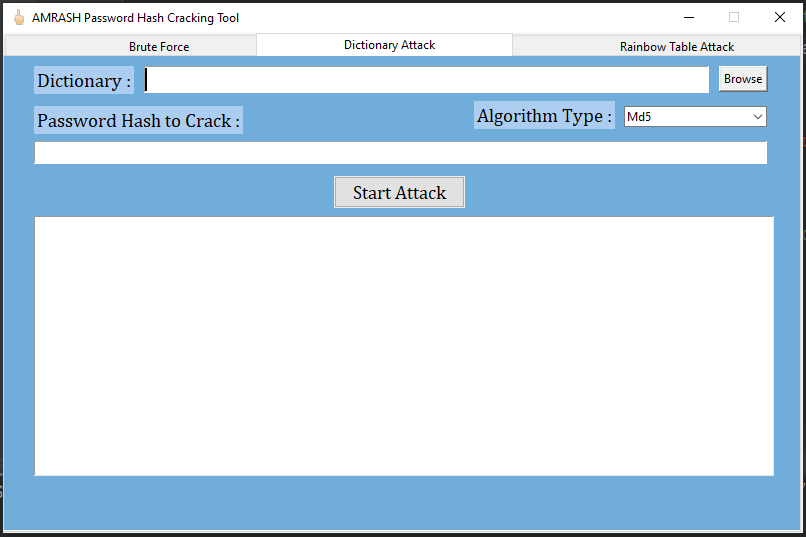 AMRASH Password Hash Cracking Tool
Brute Force
Dictionary Attack
Rainbow Table Attack
Dictionary :
Browse
Password Hash to Crack :
Algorithm Type :
Md5
Start Attack